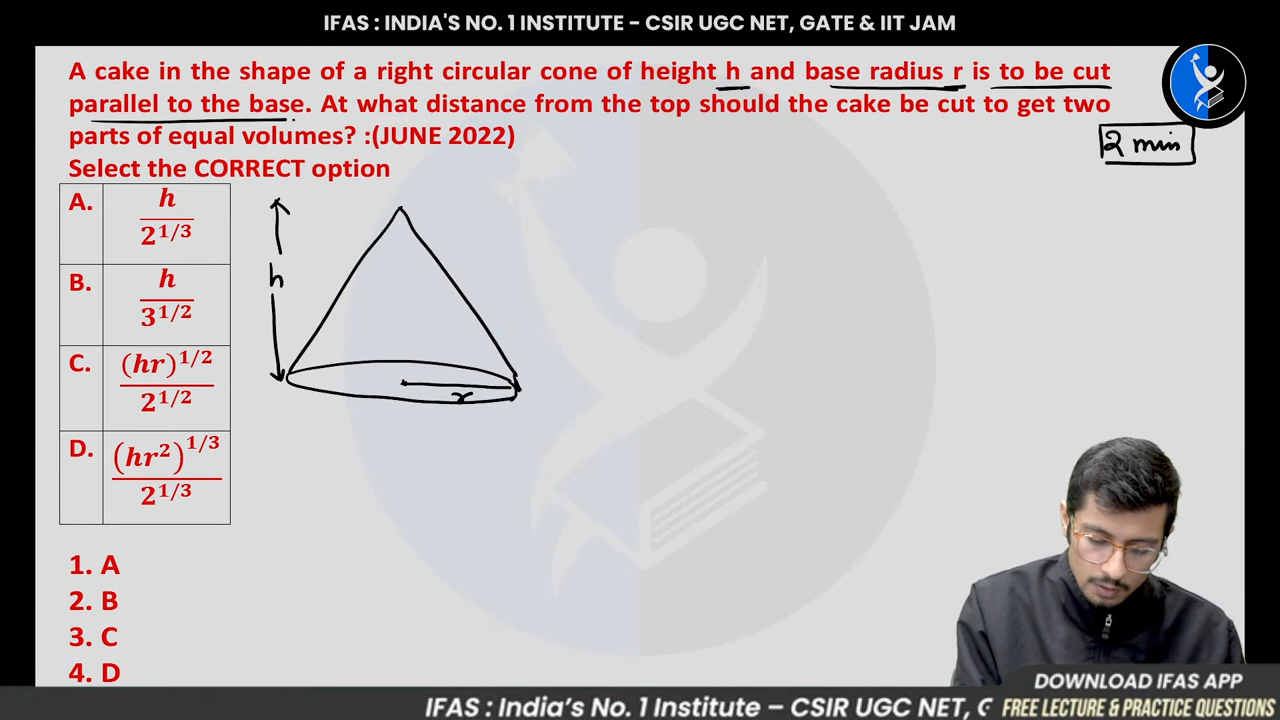 IFAS : INDIA'S NO. 1 INSTITUTE – CSIR UGC NET, GATE & IIT JAM
A cake in the shape of a right circular cone of height h and base radius r is to be cut
parallel to the base. At what distance from the top should the cake be cut to get two
parts of equal volumes? :(JUNE 2022)
2 min
Select the CORRECT option
A. h / 2^{1/3}
B. h / 3^{1/2}
C. (hr)^{1/2} / 2^{1/2}
D. (hr^2)^{1/3} / 2^{1/3}
h
r
1. A
2. B
3. C
4. D
DOWNLOAD IFAS APP
IFAS : India's No. 1 Institute – CSIR UGC NET, G
FREE LECTURE & PRACTICE QUESTIONS